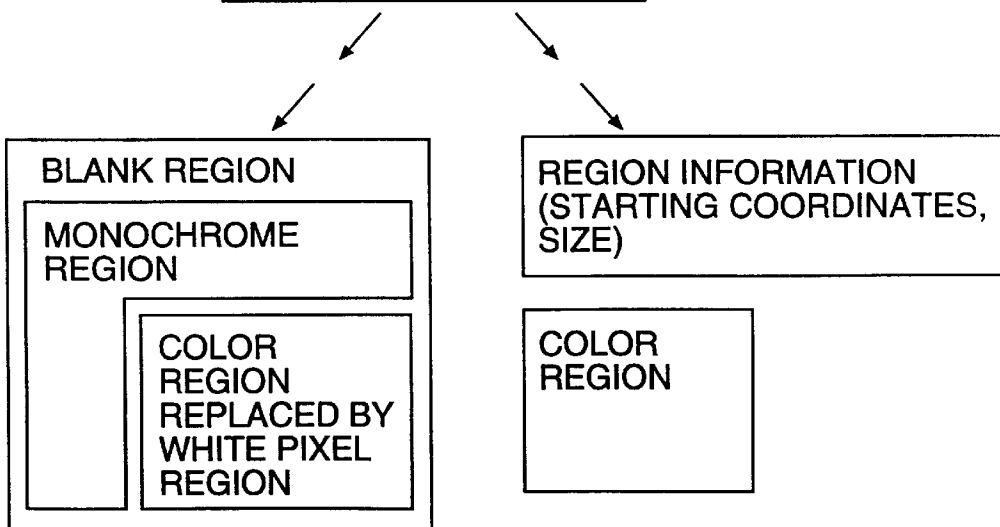 BLANK REGION
MONOCHROME
REGION
COLOR
REGION
REPLACED BY
WHITE PIXEL
REGION
REGION INFORMATION
(STARTING COORDINATES,
SIZE)
COLOR
REGION